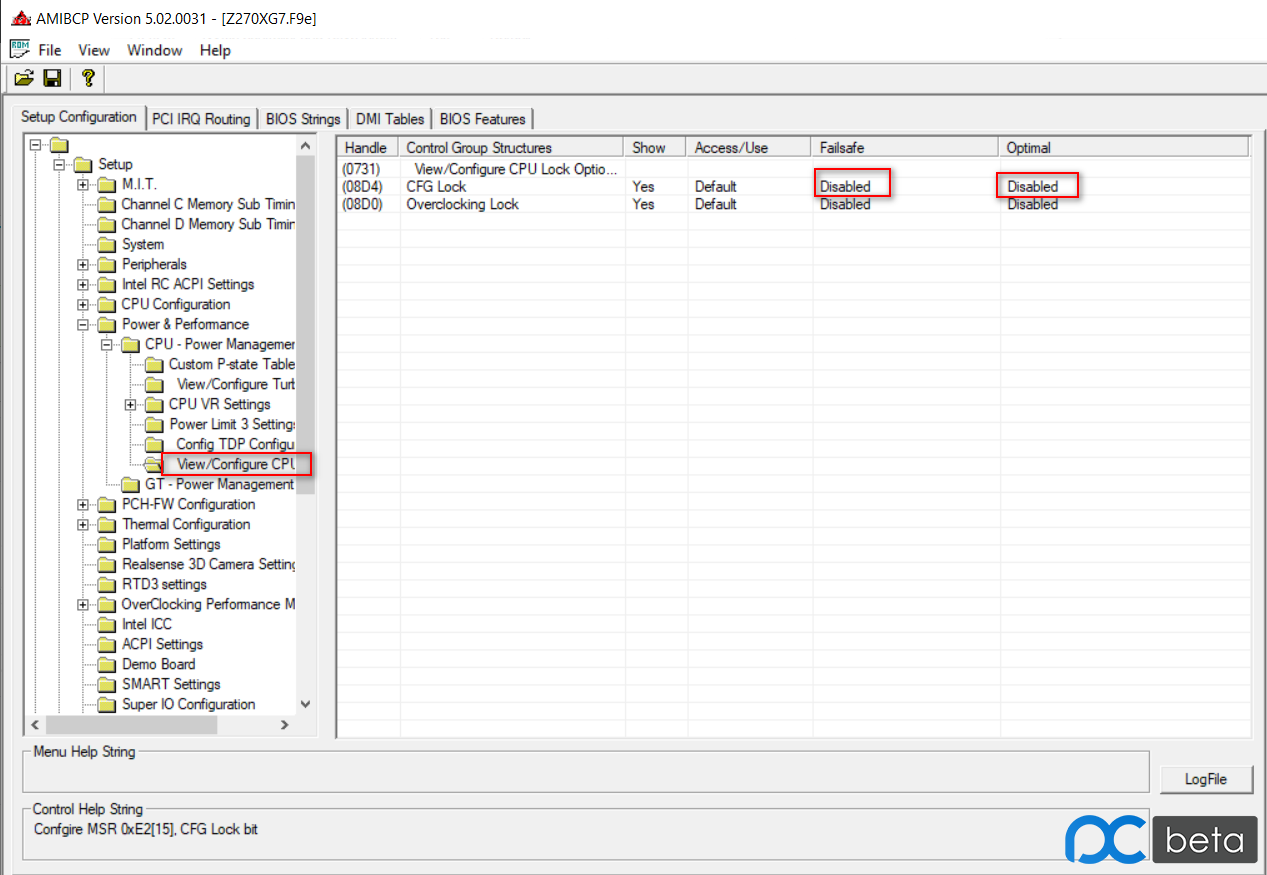 AMIBCP Version 5.02.0031 - [Z270XG7.F9e]
File View Window Help
Setup Configuration PCI IRQ Routing BIOS Strings DMI Tables BIOS Features
Setup
M.I.T.
Channel C Memory Sub Timin
Channel D Memory Sub Timin
System
Peripherals
Intel RC ACPI Settings
CPU Configuration
Power & Performance
CPU - Power Managemer
Custom P-state Table
View/Configure Turt
CPU VR Settings
Power Limit 3 Settings
Config TDP Configu
View/Configure CPU
GT - Power Management
PCH-FW Configuration
Thermal Configuration
Platform Settings
Realsense 3D Camera Setting
RTD3 settings
OverClocking Performance M
Intel ICC
ACPI Settings
Demo Board
SMART Settings
Super IO Configuration
Handle Control Group Structures Show Access/Use Failsafe Optimal
(0731) View/Configure CPU Lock Optio...
(08D4) CFG Lock Yes Default Disabled Disabled
(08D0) Overclocking Lock Yes Default Disabled Disabled
Menu Help String
LogFile
Control Help String
Confgire MSR 0xE2[15], CFG Lock bit
pc beta